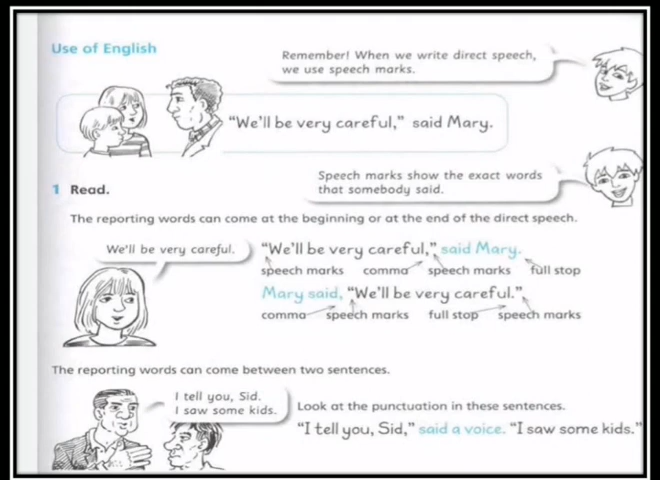 Use of English
Remember! When we write direct speech,
we use speech marks.
“We'll be very careful,” said Mary.
Speech marks show the exact words
that somebody said.
1 Read.
The reporting words can come at the beginning or at the end of the direct speech.
We'll be very careful.
“We'll be very careful,” said Mary.
speech marks comma speech marks full stop
Mary said, “We'll be very careful.”
comma speech marks full stop speech marks
The reporting words can come between two sentences.
I tell you, Sid.
I saw some kids.
Look at the punctuation in these sentences.
“I tell you, Sid,” said a voice. “I saw some kids.”